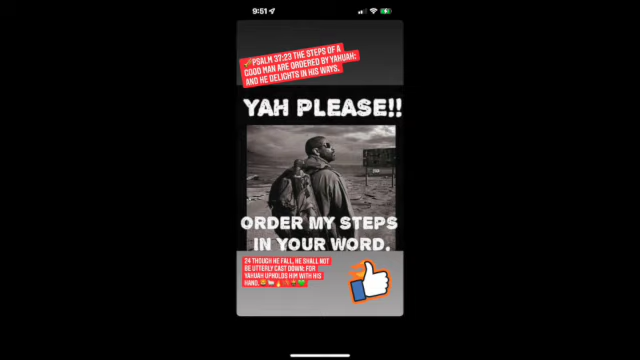 9:51
PSALM 37:23 THE STEPS OF A
GOOD MAN ARE ORDERED BY YAHUAH:
AND HE DELIGHTS IN HIS WAYS.
YAH PLEASE!!
ORDER MY STEPS
IN YOUR WORD.
24 THOUGH HE FALL, HE SHALL NOT
BE UTTERLY CAST DOWN: FOR
YAHUAH UPHOLDS HIM WITH HIS
HAND.